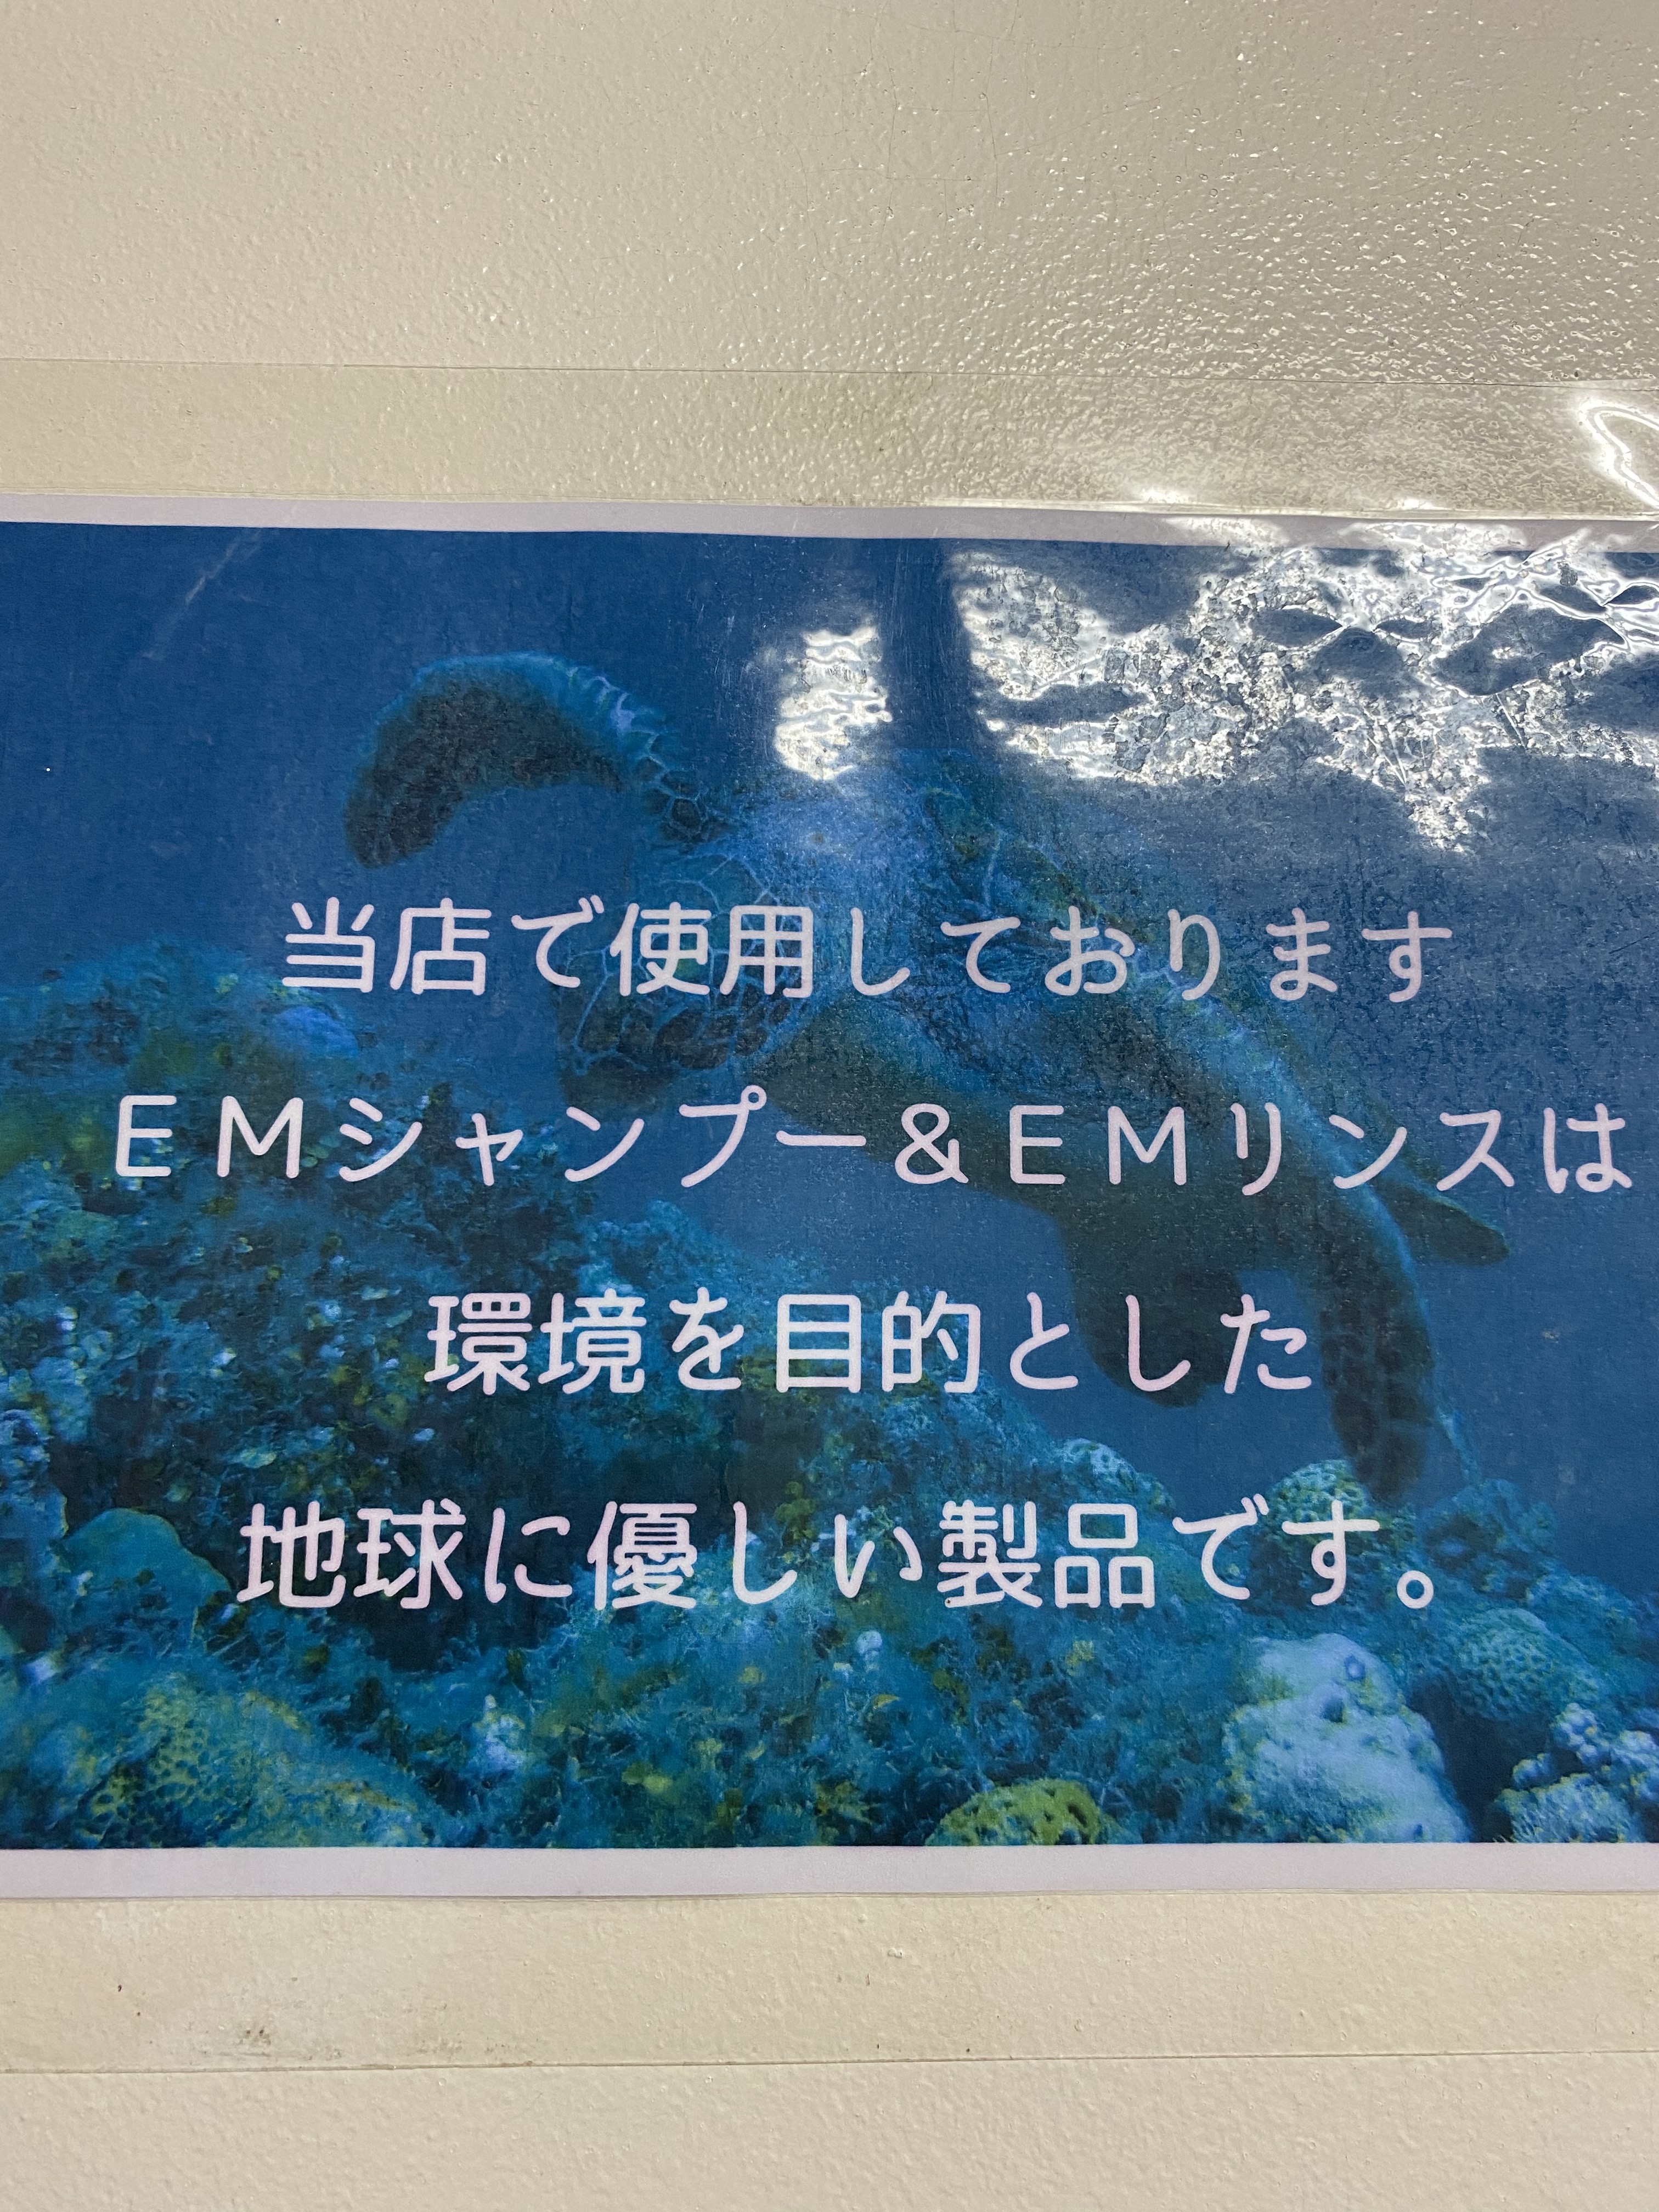 当店で使用しております
ＥＭシャンプー＆ＥＭリンスは
環境を目的とした
地球に優しい製品です。